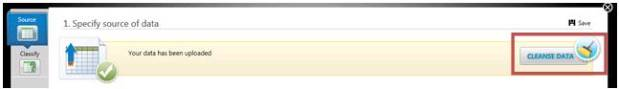 Source
1. Specify source of data
Save
Classify
Your data has been uploaded
CLEANSE DATA